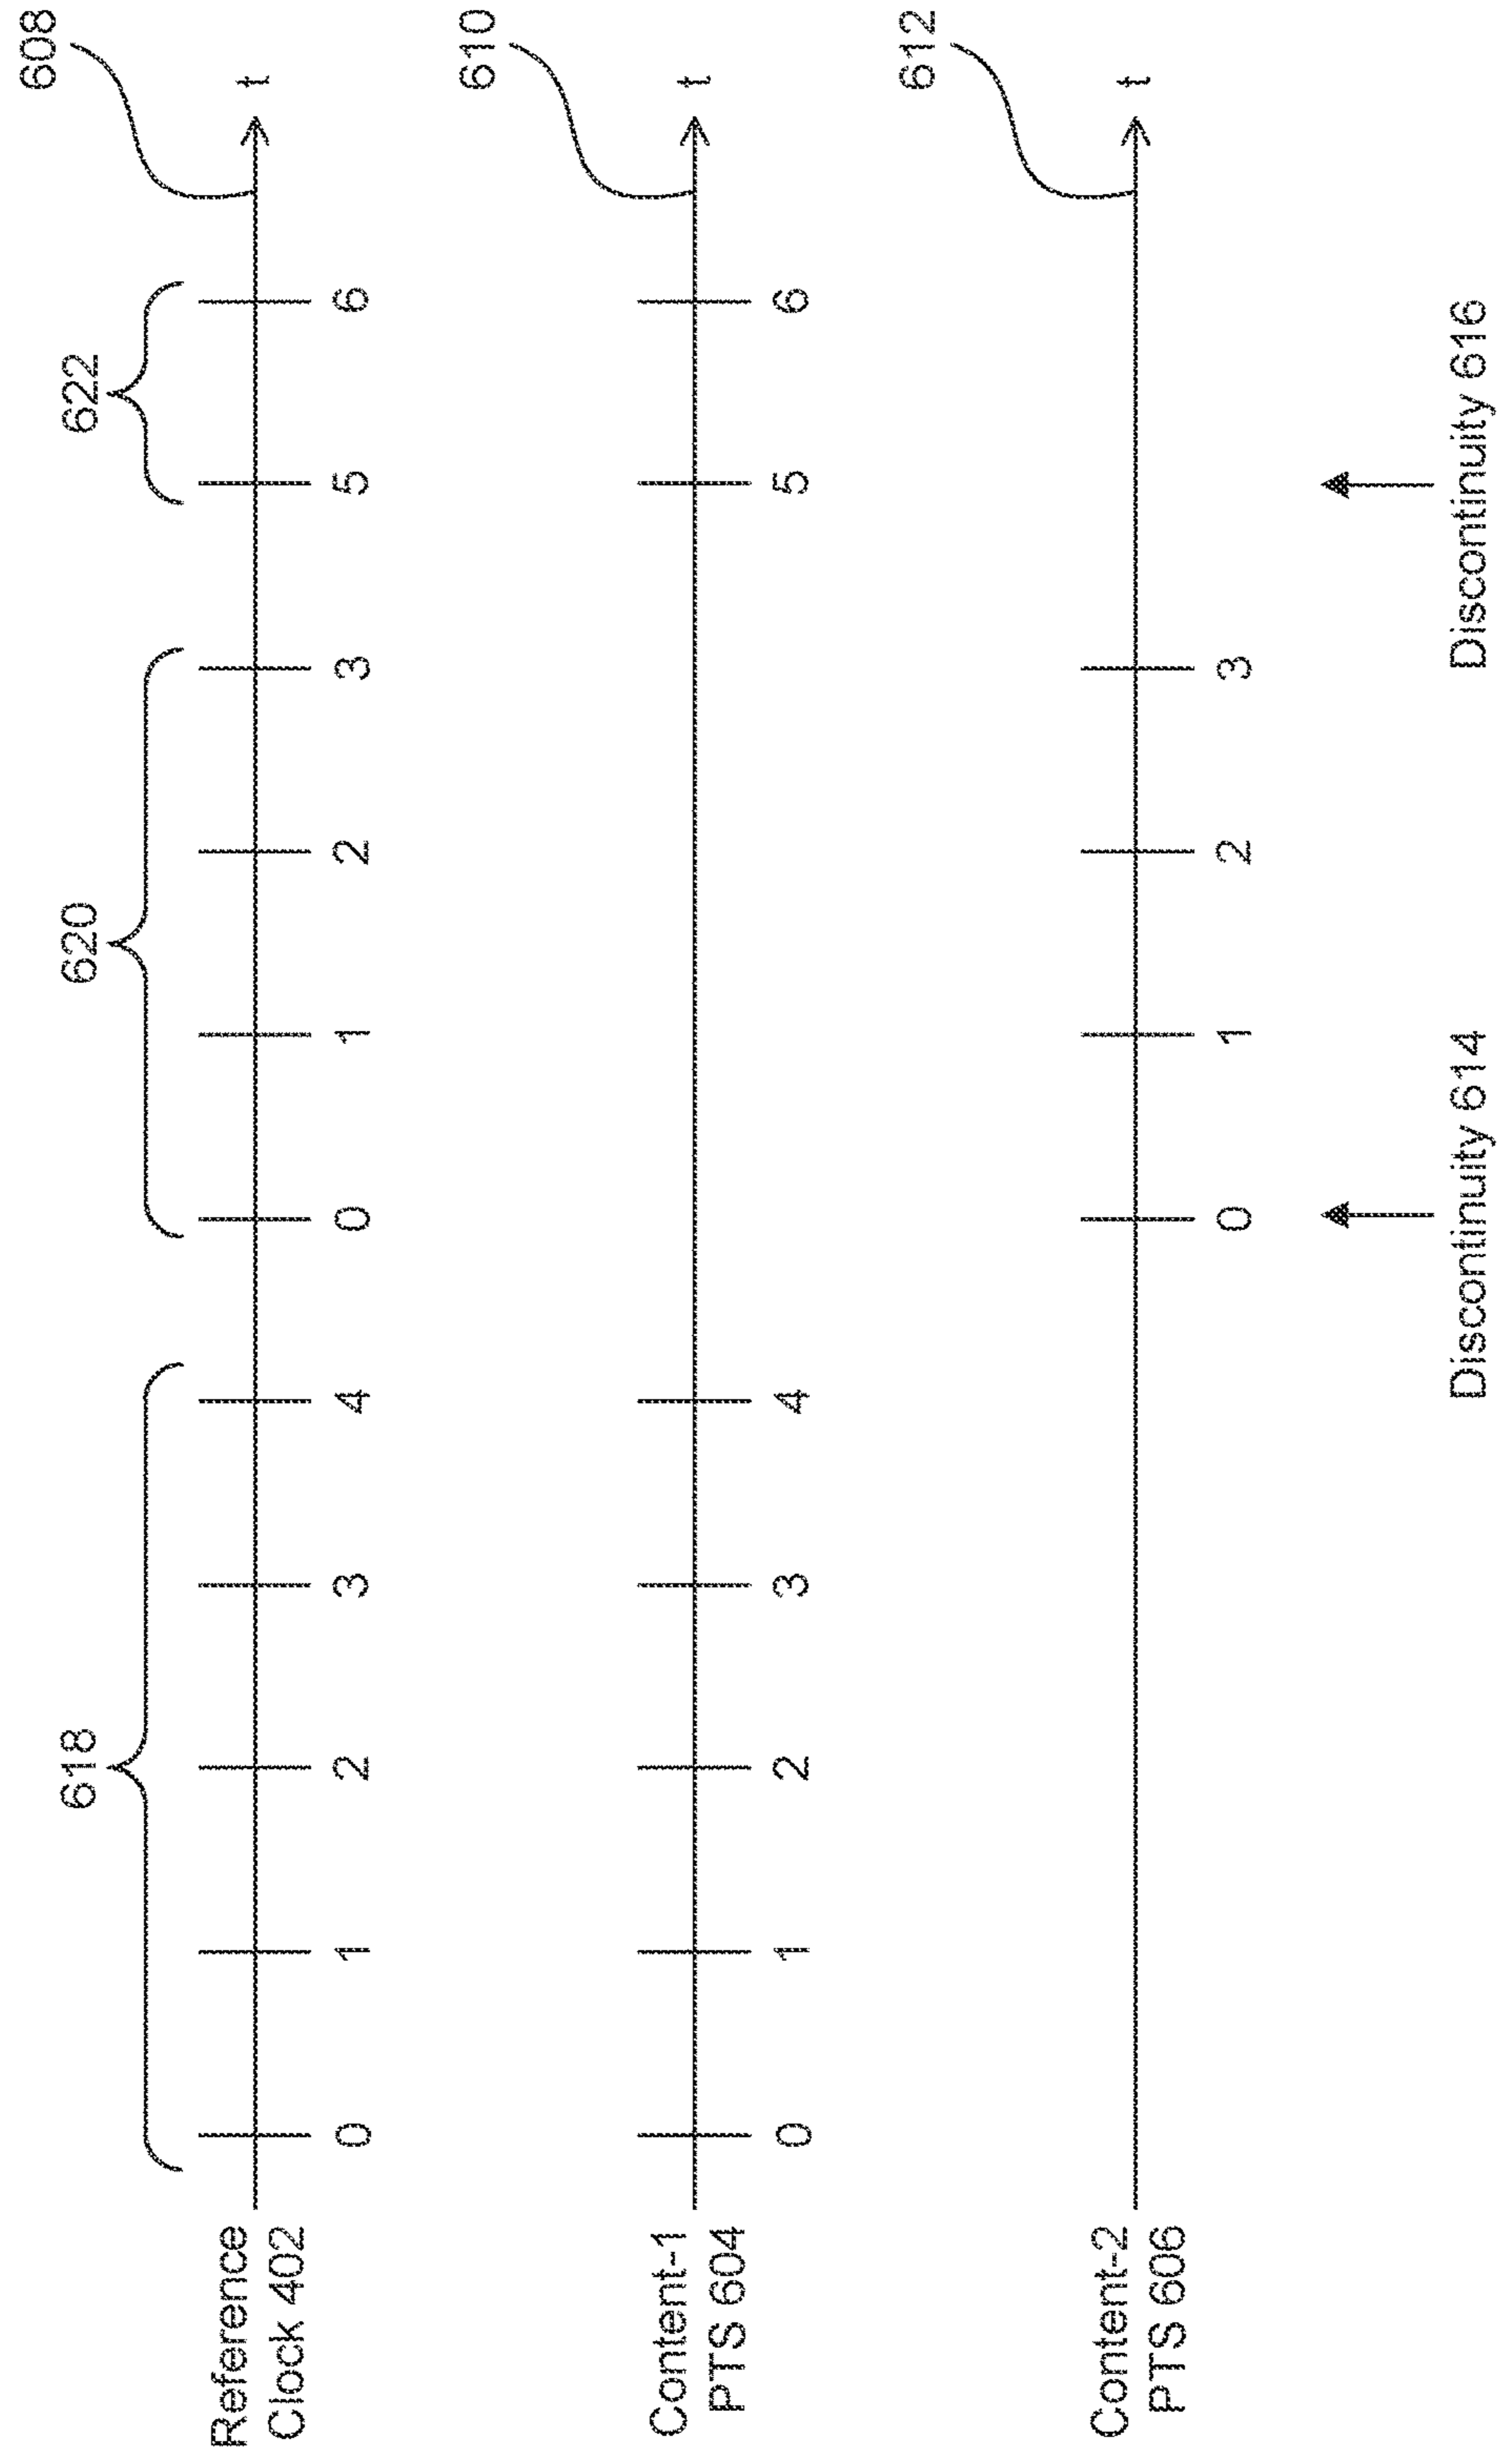 618
620
622
608
Reference
Clock 402
t
0 1 2 3 4 0 1 2 3 5 6
610
Content-1
PTS 604
t
0 1 2 3 4 5 6
612
Content-2
PTS 606
t
0 1 2 3
Discontinuity 614
Discontinuity 616